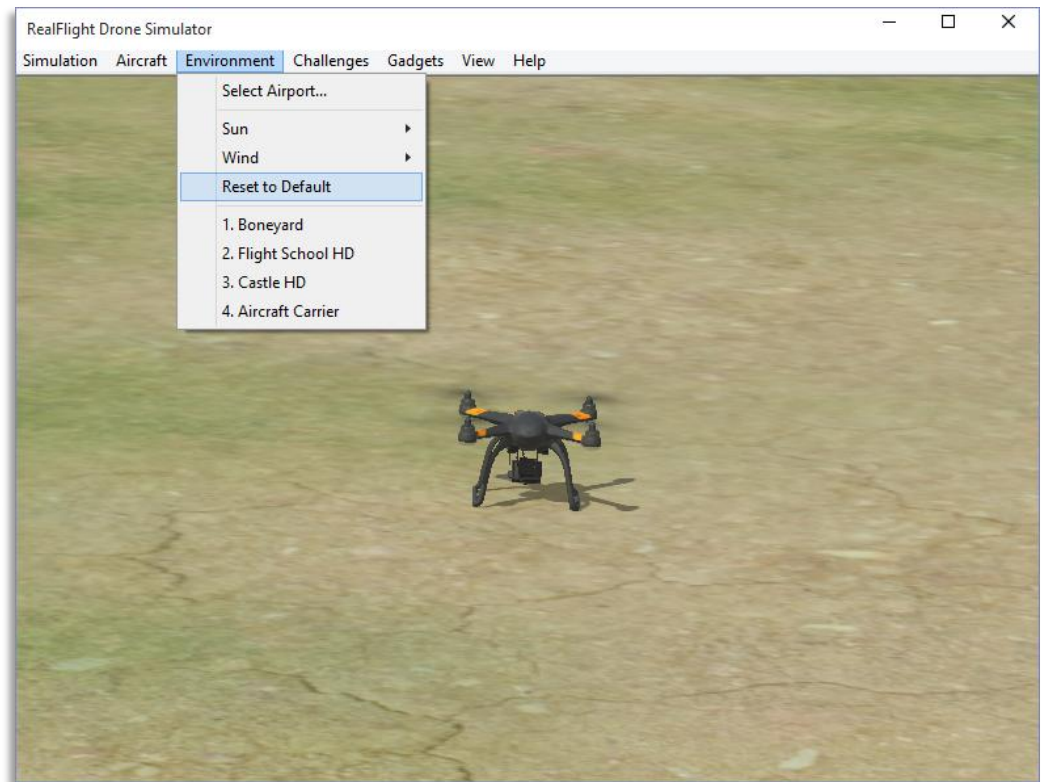 RealFlight Drone Simulator
Simulation Aircraft Environment Challenges Gadgets View Help
Select Airport...
Sun
Wind
Reset to Default
1. Boneyard
2. Flight School HD
3. Castle HD
4. Aircraft Carrier